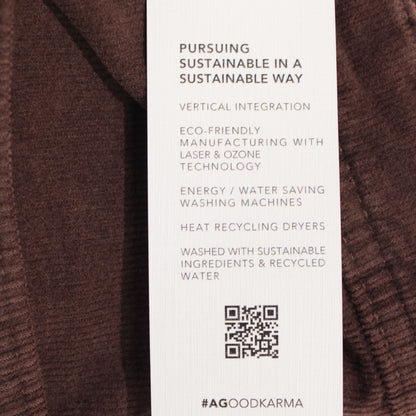 PURSUING
SUSTAINABLE IN A
SUSTAINABLE WAY
VERTICAL INTEGRATION
ECO-FRIENDLY
MANUFACTURING WITH
LASER & OZONE
TECHNOLOGY
ENERGY / WATER SAVING
WASHING MACHINES
HEAT RECYCLING DRYERS
WASHED WITH SUSTAINABLE
INGREDIENTS & RECYCLED
WATER
#AGOODKARMA